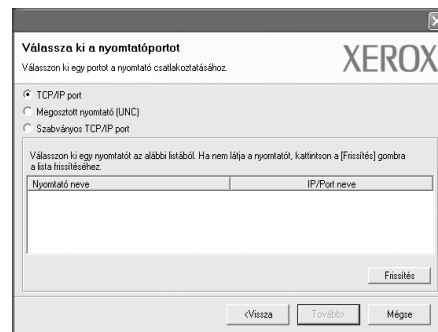 Válassza ki a nyomtatóportot
Válasszon ki egy portot a nyomtató csatlakoztatásához.
XEROX
TCP/IP port
Megosztott nyomtató (UNC)
Szabványos TCP/IP port
Válasszon ki egy nyomtatót az alábbi listából. Ha nem látja a nyomtatót, kattintson a [Frissítés] gombra
a lista frissítéséhez.
Nyomtató neve IP/Port neve
Frissítés
<Vissza Tovább> Mégse